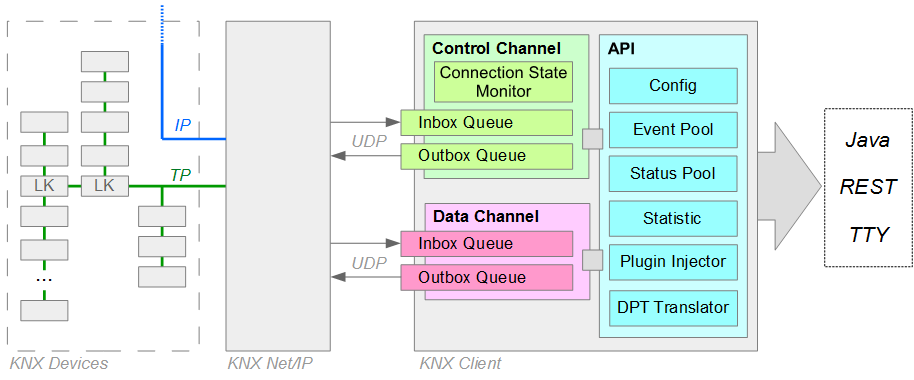 IP
TP
LK
LK
...
KNX Devices
KNX Net/IP
UDP
UDP
Control Channel
Connection State
Monitor
Inbox Queue
Outbox Queue
Data Channel
Inbox Queue
Outbox Queue
API
Config
Event Pool
Status Pool
Statistic
Plugin Injector
DPT Translator
KNX Client
Java
REST
TTY